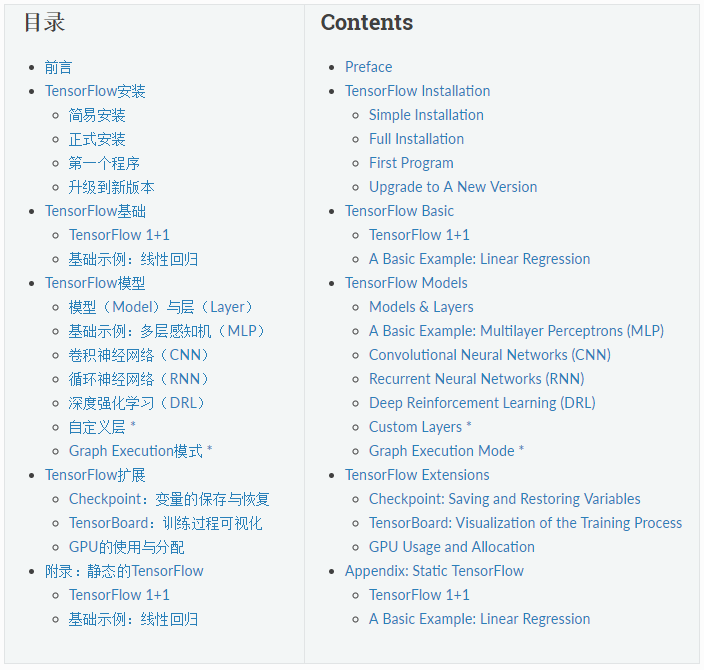 目录
前言
TensorFlow安装
简易安装
正式安装
第一个程序
升级到新版本
TensorFlow基础
TensorFlow 1+1
基础示例：线性回归
TensorFlow模型
模型（Model）与层（Layer）
基础示例：多层感知机（MLP）
卷积神经网络（CNN）
循环神经网络（RNN）
深度强化学习（DRL）
自定义层 *
Graph Execution模式 *
TensorFlow扩展
Checkpoint：变量的保存与恢复
TensorBoard：训练过程可视化
GPU的使用与分配
附录：静态的TensorFlow
TensorFlow 1+1
基础示例：线性回归
Contents
Preface
TensorFlow Installation
Simple Installation
Full Installation
First Program
Upgrade to A New Version
TensorFlow Basic
TensorFlow 1+1
A Basic Example: Linear Regression
TensorFlow Models
Models & Layers
A Basic Example: Multilayer Perceptrons (MLP)
Convolutional Neural Networks (CNN)
Recurrent Neural Networks (RNN)
Deep Reinforcement Learning (DRL)
Custom Layers *
Graph Execution Mode *
TensorFlow Extensions
Checkpoint: Saving and Restoring Variables
TensorBoard: Visualization of the Training Process
GPU Usage and Allocation
Appendix: Static TensorFlow
TensorFlow 1+1
A Basic Example: Linear Regression